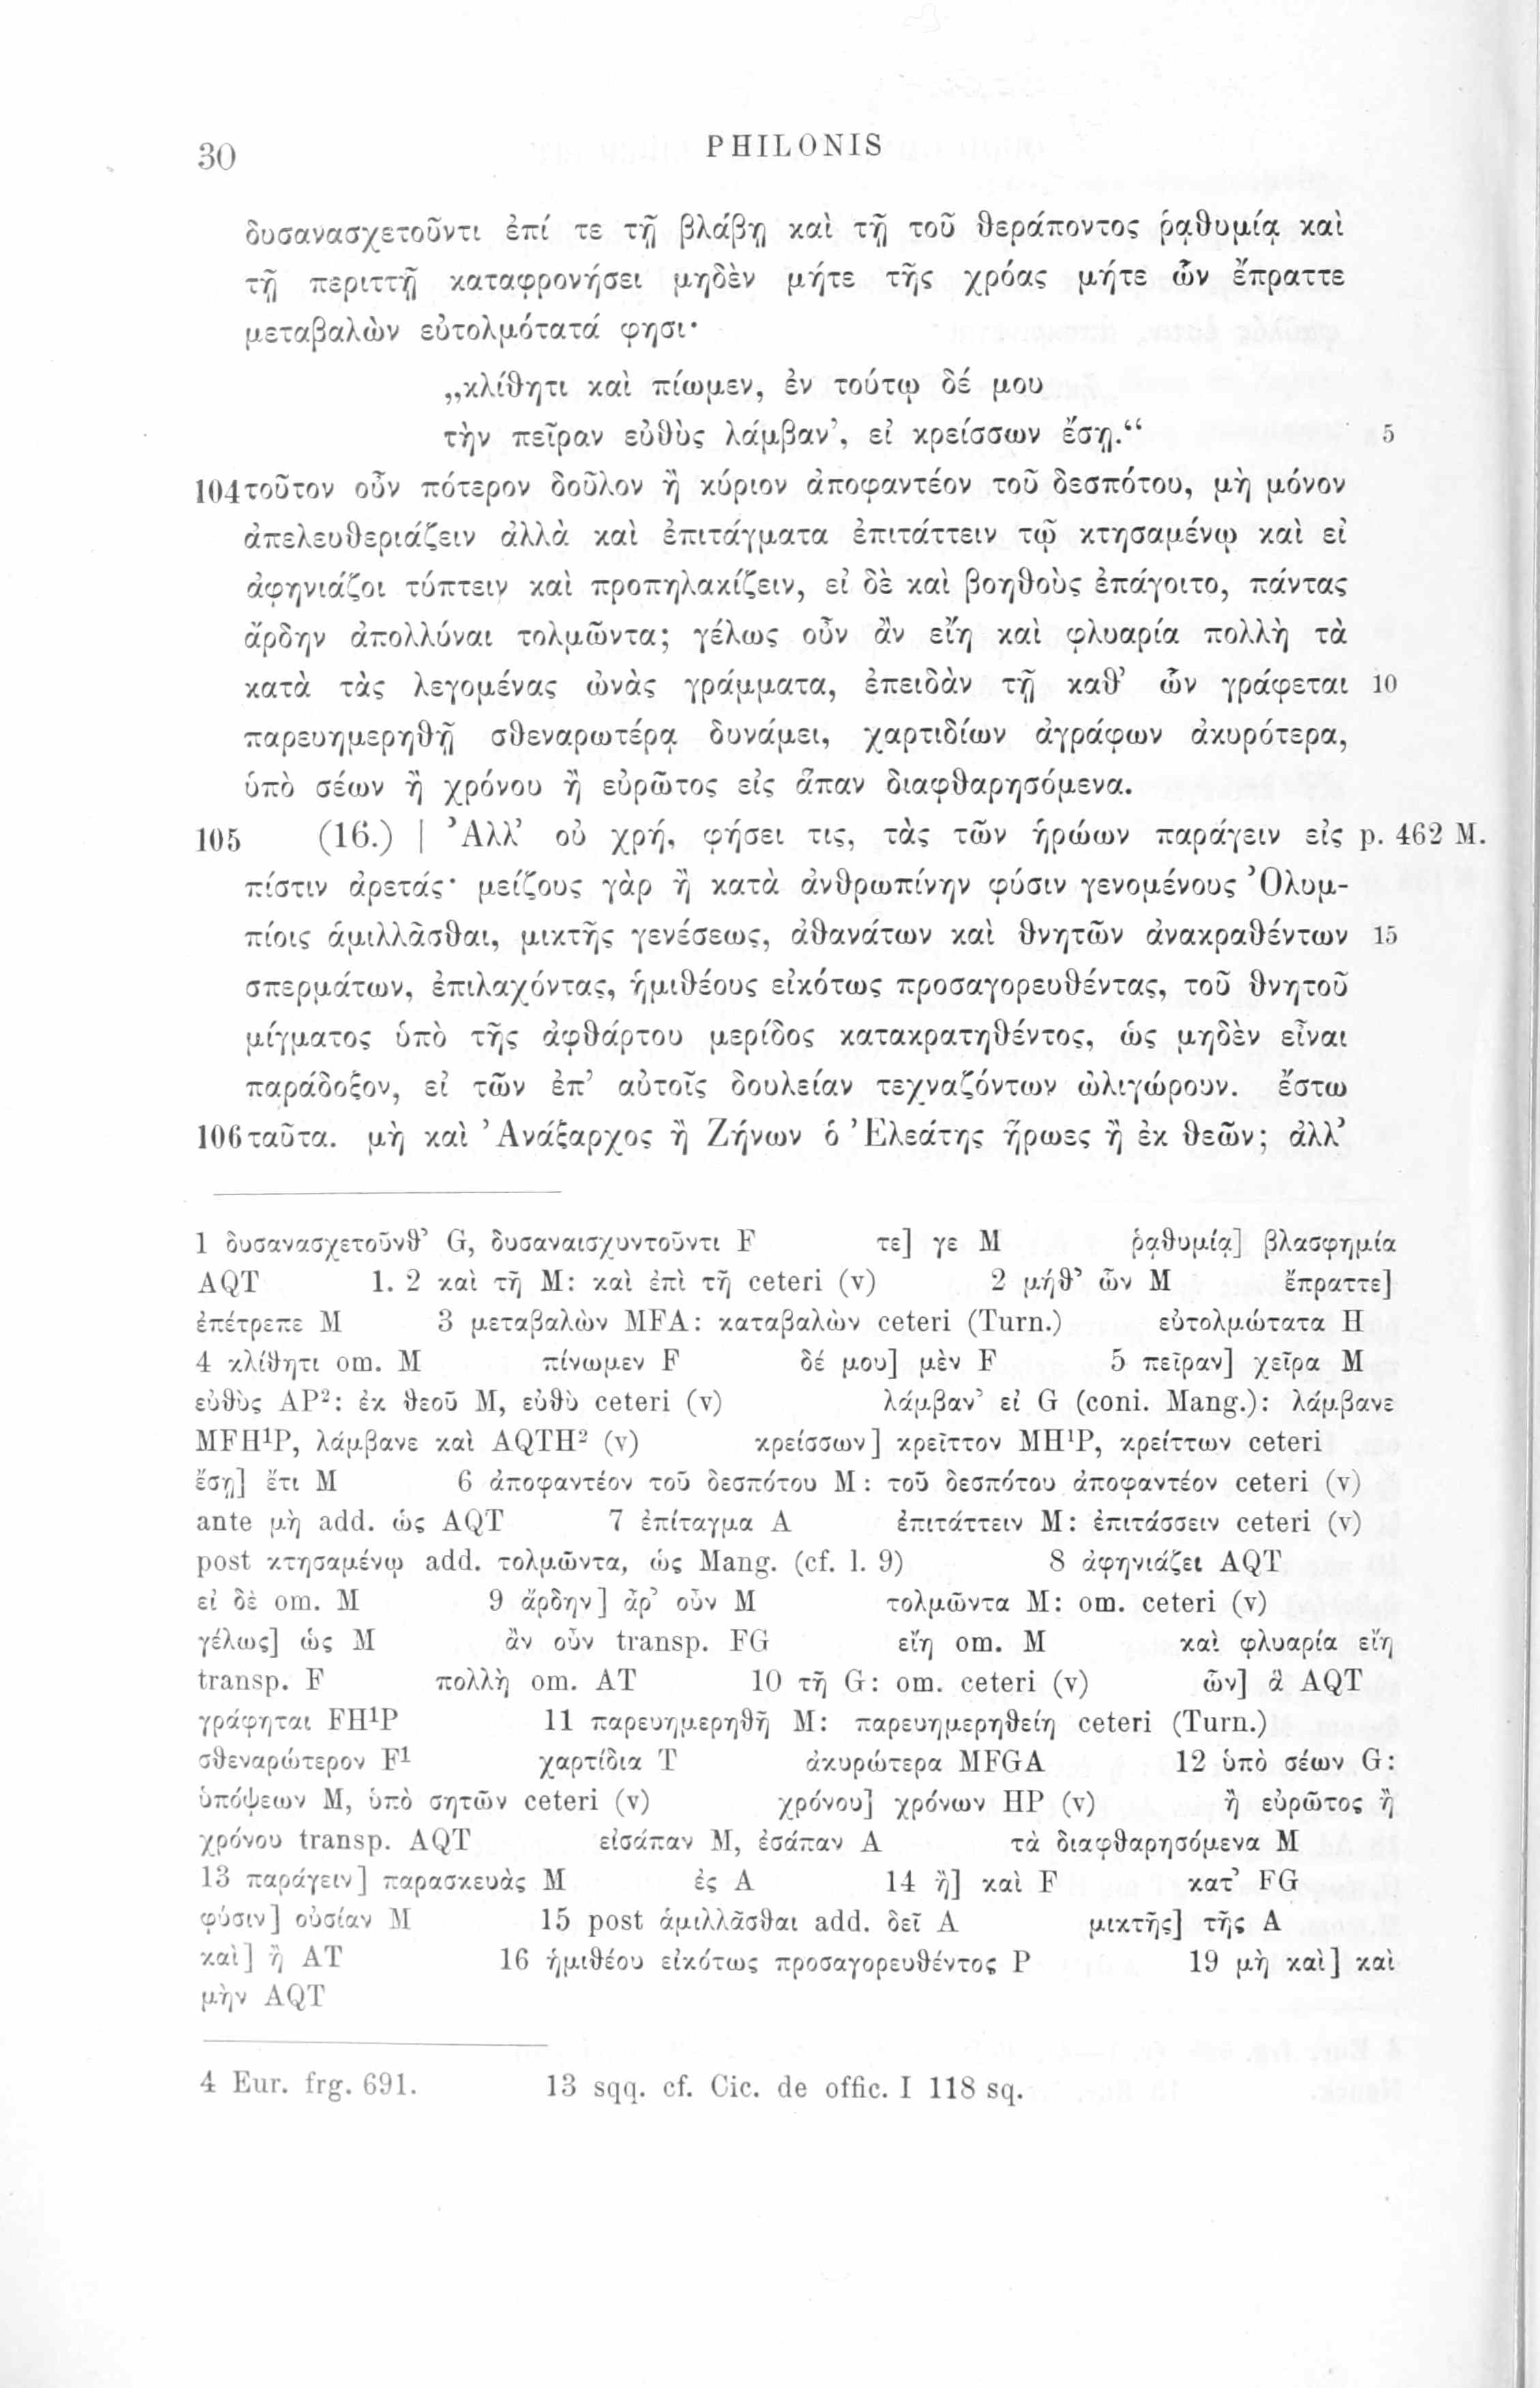 30
PHILONIS
δυσανασχετοῦντι ἐπί τε τῇ βλάβῃ καὶ τῇ τοῦ θεράποντος ῥᾳθυμίᾳ καὶ
τῇ περιττῇ καταφρονήσει μηδὲν μήτε τῆς χρόας μήτε ὧν ἔπραττε
μεταβαλὼν εὐτολμότατά φησι·
„κλίθητι καὶ πίωμεν, ἐν τούτῳ δέ μου
τὴν πεῖραν εὐθὺς λάμβαν’, εἰ κρείσσων ἔσῃ.“ 5
104 τοῦτον οὖν πότερον δοῦλον ἢ κύριον ἀποφαντέον τοῦ δεσπότου, μὴ μόνον
ἀπελευθεριάζειν ἀλλὰ καὶ ἐπιτάγματα ἐπιτάττειν τῷ κτησαμένῳ καὶ εἰ
ἀφηνιάζοι τύπτειν καὶ προπηλακίζειν, εἰ δὲ καὶ βοηθοὺς ἐπάγοιτο, πάντας
ἄρδην ἀπολλύναι τολμῶντα; γέλως οὖν ἂν εἴη καὶ φλυαρία πολλὴ τὰ
κατὰ τὰς λεγομένας ὠνὰς γράμματα, ἐπειδὰν τῇ καθ’ ὧν γράφεται 10
παρευημερηθῇ σθεναρωτέρᾳ δυνάμει, χαρτιδίων ἀγράφων ἀκυρότερα,
ὑπὸ σέων ἢ χρόνου ἢ εὐρῶτος εἰς ἅπαν διαφθαρησόμενα.
105 (16.) | Ἀλλ’ οὐ χρή, φήσει τις, τὰς τῶν ἡρώων παράγειν εἰς p. 462 M.
πίστιν ἀρετάς· μείζους γὰρ ἢ κατὰ ἀνθρωπίνην φύσιν γενομένους Ὀλυμ-
πίοις ἁμιλλᾶσθαι, μικτῆς γενέσεως, ἀθανάτων καὶ θνητῶν ἀνακραθέντων 15
σπερμάτων, ἐπιλαχόντας, ἡμιθέους εἰκότως προσαγορευθέντας, τοῦ θνητοῦ
μίγματος ὑπὸ τῆς ἀφθάρτου μερίδος κατακρατηθέντος, ὡς μηδὲν εἶναι
παράδοξον, εἰ τῶν ἐπ’ αὐτοῖς δουλείαν τεχναζόντων ὠλιγώρουν. ἔστω
106 ταῦτα. μὴ καὶ Ἀνάξαρχος ἢ Ζήνων ὁ Ἐλεάτης ἥρωες ἢ ἐκ θεῶν; ἀλλ’
1 δυσανασχετοῦνθ’ G, δυσαναισχυντοῦντι F τε] γε M ῥᾳθυμίᾳ] βλασφημία
AQT 1. 2 καὶ τῇ M: καὶ ἐπὶ τῇ ceteri (v) 2 μήθ’ ὧν M ἔπραττε]
ἐπέτρεπε M 3 μεταβαλὼν MFA: καταβαλὼν ceteri (Turn.) εὐτολμώτατα H
4 κλίθητι om. M πίνωμεν F δέ μου] μὲν F 5 πεῖραν] χεῖρα M
εὐθὺς AP²: ἐκ θεοῦ M, εὐθὺ ceteri (v) λάμβαν’ εἰ G (coni. Mang.): λάμβανε
MFH¹P, λάμβανε καὶ AQTH² (v) κρείσσων] κρεῖττον MH¹P, κρείττων ceteri
ἔσῃ] ἔτι M 6 ἀποφαντέον τοῦ δεσπότου M: τοῦ δεσπότου ἀποφαντέον ceteri (v)
ante μὴ add. ὡς AQT 7 ἐπίταγμα A ἐπιτάττειν M: ἐπιτάσσειν ceteri (v)
post κτησαμένῳ add. τολμῶντα, ὡς Mang. (cf. l. 9) 8 ἀφηνιάζει AQT
εἰ δὲ om. M 9 ἄρδην] ἆρ’ οὖν M τολμῶντα M: om. ceteri (v)
γέλως] ὡς M ἂν οὖν transp. FG εἴη om. M καὶ φλυαρία εἴη
transp. F πολλὴ om. AT 10 τῇ G: om. ceteri (v) ὧν] ἃ AQT
γράφηται FH¹P 11 παρευημερηθῇ M: παρευημερηθείη ceteri (Turn.)
σθεναρώτερον F¹ χαρτίδια T ἀκυρώτερα MFGA 12 ὑπὸ σέων G:
ὑπόψεων M, ὑπὸ σητῶν ceteri (v) χρόνου] χρόνων HP (v) ἢ εὐρῶτος ἢ
χρόνου transp. AQT εἰσάπαν M, ἐσάπαν A τὰ διαφθαρησόμενα M
13 παράγειν] παρασκευὰς M ἐς A 14 ἢ] καὶ F κατ’ FG
φύσιν] οὐσίαν M 15 post ἁμιλλᾶσθαι add. δεῖ A μικτῆς] τῆς A
καὶ] ἢ AT 16 ἡμιθέου εἰκότως προσαγορευθέντος P 19 μὴ καὶ] καὶ
μὴν AQT
4 Eur. frg. 691. 13 sqq. cf. Cic. de offic. I 118 sq.